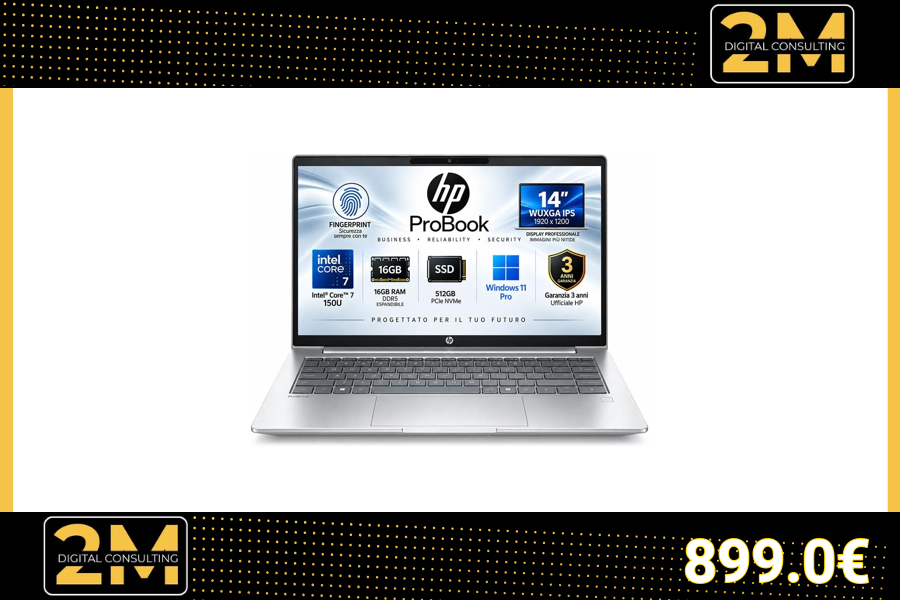 2M
DIGITAL CONSULTING
hp
ProBook
BUSINESS • RELIABILITY • SECURITY
FINGERPRINT
Sicurezza
sempre con te
14”
WUXGA IPS
1920 x 1200
DISPLAY PROFESSIONALE
IMMAGINI PIÙ NITIDE
intel
CORE
7
Intel® Core™ 7
150U
16GB
16GB RAM
DDR5
ESPANDIBILE
SSD
512GB
PCIe NVMe
Windows 11
Pro
3
ANNI
GARANZIA
Garanzia 3 anni
Ufficiale HP
PROGETTATO PER IL TUO FUTURO
hp
2M
DIGITAL CONSULTING
899.0€